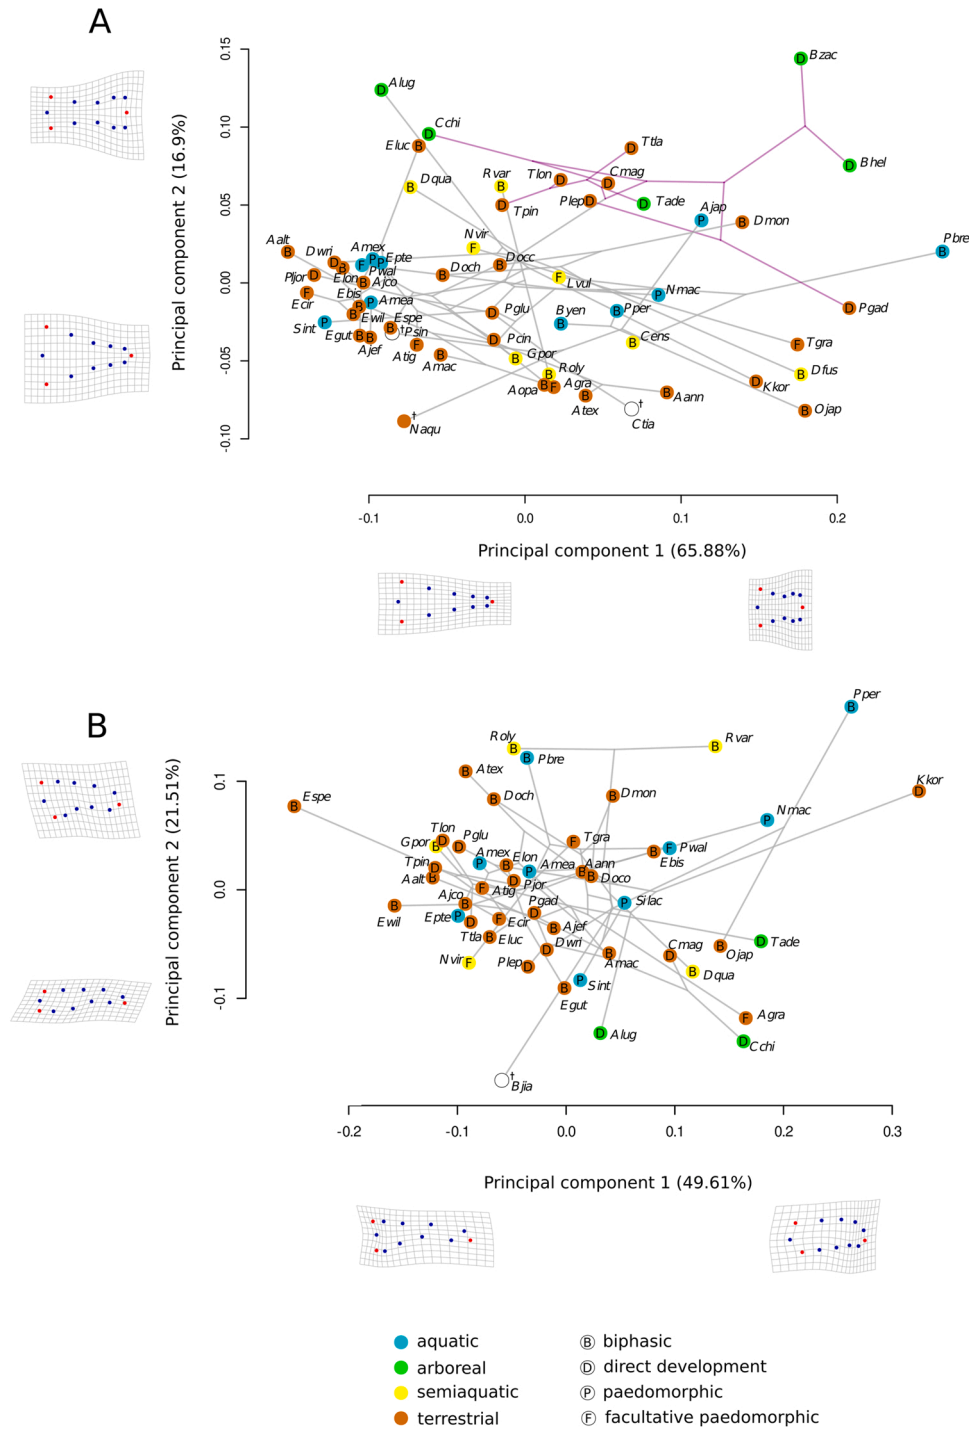 A
0.15
0.10
0.05
0.00
-0.05
-0.10
Principal component 2 (16.9%)
Bzac
Alug
Cchi
Eluc
Ttla
Bhel
Dqua
Rvar
Tlon
Cmag
Tpin
Plep
Tade
Ajap
Dmon
Pbre
Nvir
Aalt
Dwri
Amex
Epte
Docc
Pljor
Elon
Pwal
Ajco
Doch
Lvul
Nmac
Ecir
Ebis
Amea
Pglu
Byen
Pper
Pgad
Sint
Ewil
Espe
Egut
Ajef
†Psin
Atig
Pcin
Cens
Tgra
Amac
Gpor
Roly
Dfus
Aopa
Agra
Atex
Aann
Kkor
Ojap
†
Naqu
†
Ctia
-0.1
0.0
0.1
0.2
Principal component 1 (65.88%)
B
0.1
0.0
-0.1
Principal component 2 (21.51%)
Pper
Roly
Rvar
Pbre
Atex
Kkor
Espe
Doch
Dmon
Nmac
Tlon
Gpor
Pglu
Tgra
Amex
Elon
Amea
Aann
Pwal
Ebis
Tpin
Aalt
Pjor
Doco
Ajco
Atig
Pgad
Silac
Ewil
Epte
Ecir
Ajef
Ttla
Eluc
Dwri
Cmag
Ojap
Tade
Nvir
Plep
Amac
Dqua
Sint
Egut
Agra
Alug
Cchi
†
Bjia
-0.2
-0.1
0.0
0.1
0.2
0.3
Principal component 1 (49.61%)
aquatic
B biphasic
arboreal
D direct development
semiaquatic
P paedomorphic
terrestrial
F facultative paedomorphic